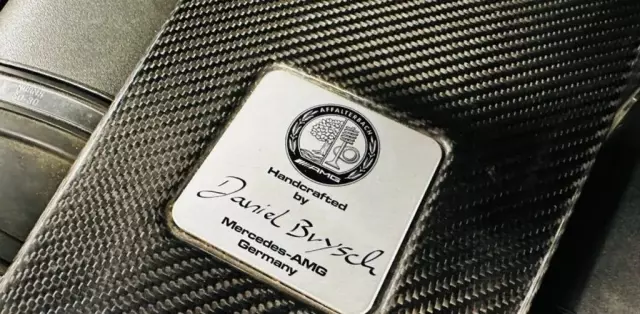 AFFALTERBACH
AMG
Handcrafted
by
Daniel Brysch
Mercedes-AMG
Germany